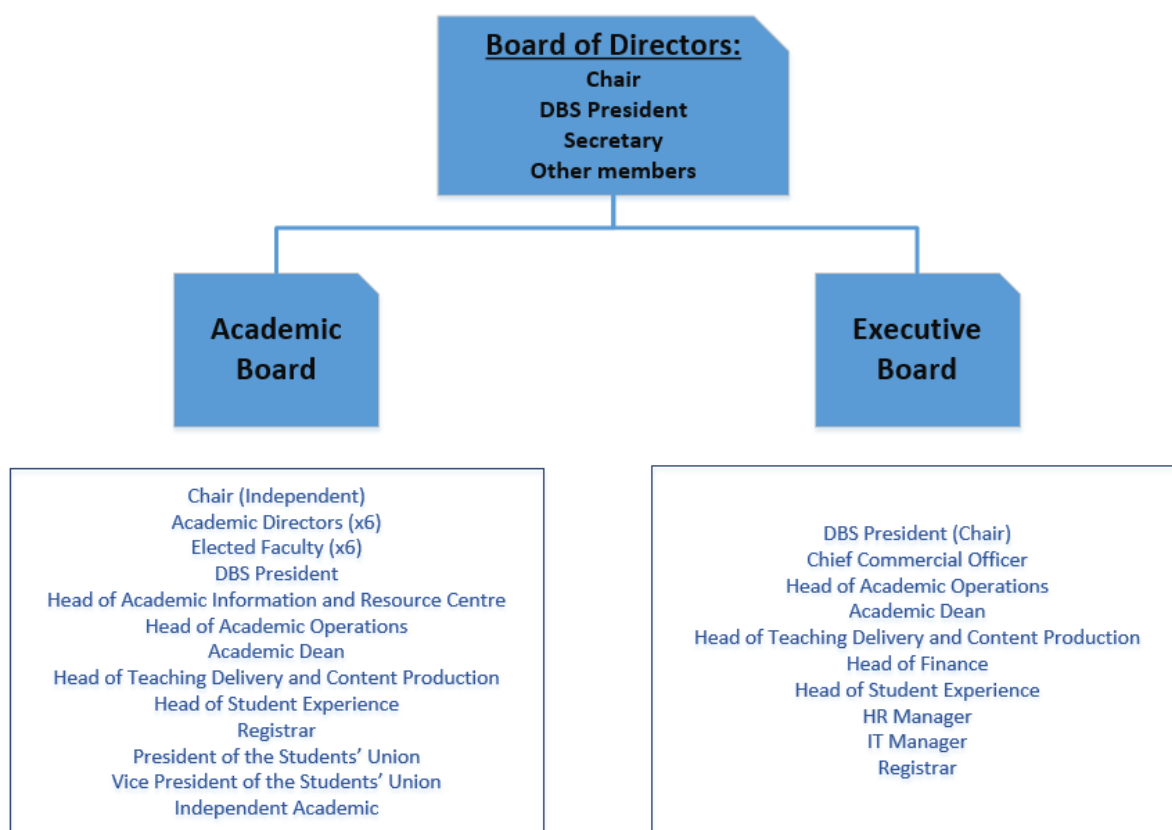 Board of Directors:
Chair
DBS President
Secretary
Other members
Academic
Board
Executive
Board
Chair (Independent)
Academic Directors (x6)
Elected Faculty (x6)
DBS President
Head of Academic Information and Resource Centre
Head of Academic Operations
Academic Dean
Head of Teaching Delivery and Content Production
Head of Student Experience
Registrar
President of the Students’ Union
Vice President of the Students’ Union
Independent Academic
DBS President (Chair)
Chief Commercial Officer
Head of Academic Operations
Academic Dean
Head of Teaching Delivery and Content Production
Head of Finance
Head of Student Experience
HR Manager
IT Manager
Registrar